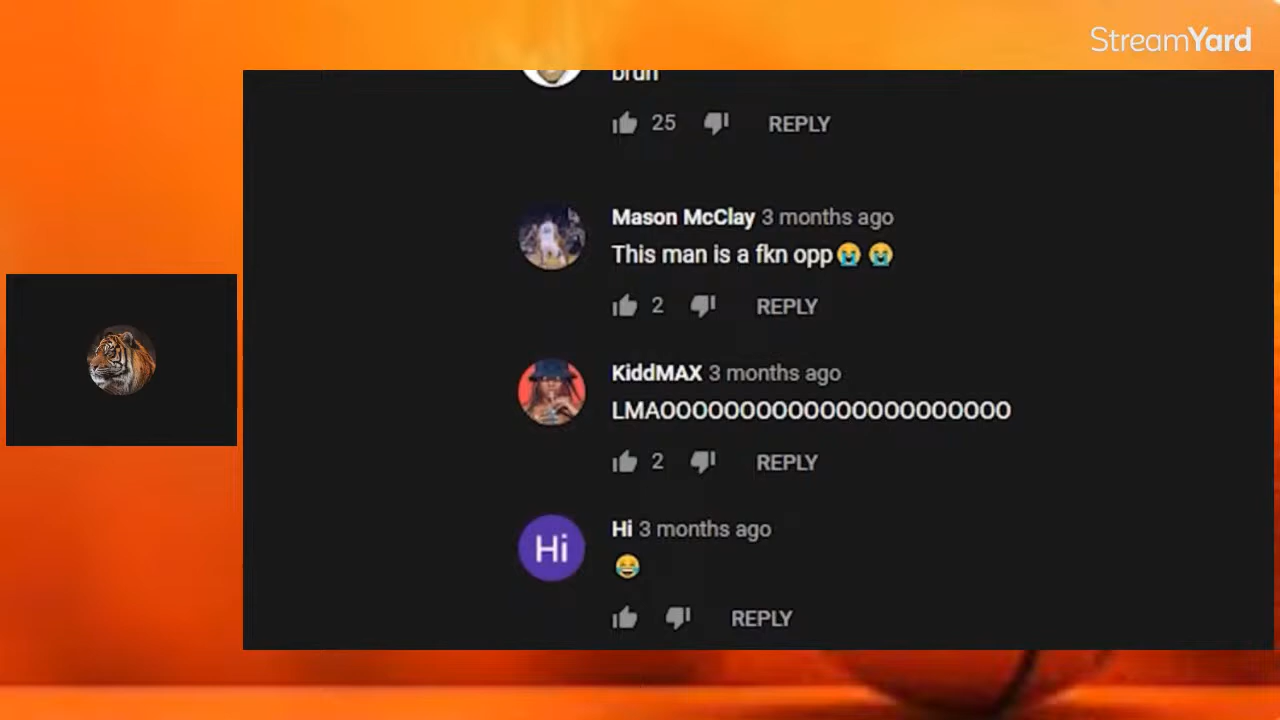 StreamYard
bruh
25 REPLY
Mason McClay 3 months ago
This man is a fkn opp😭 😭
2 REPLY
KiddMAX 3 months ago
LMAOOOOOOOOOOOOOOOOOOOOOO
2 REPLY
Hi Hi 3 months ago
😂
REPLY